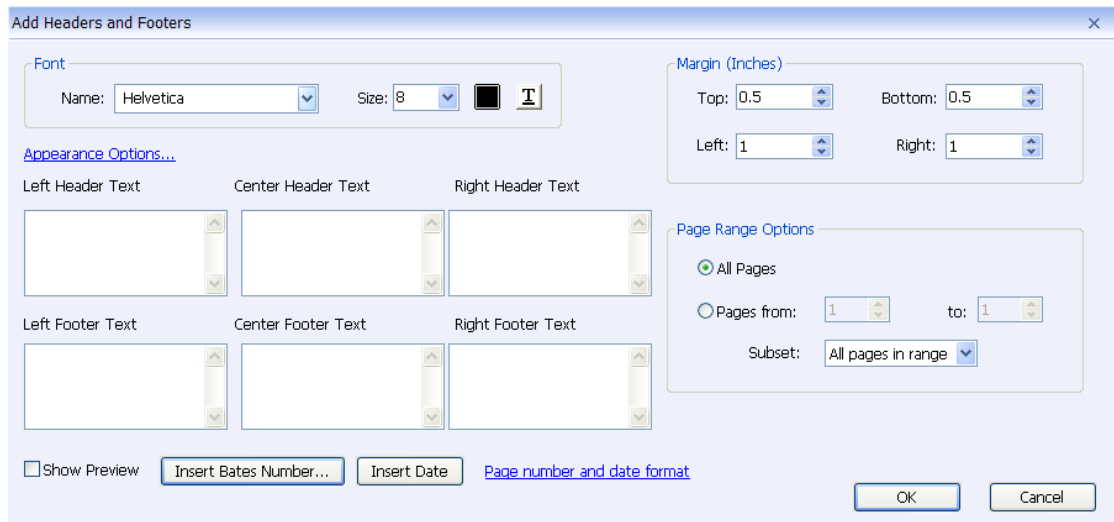 Add Headers and Footers
Font
Name: Helvetica Size: 8 T
Appearance Options...
Left Header Text Center Header Text Right Header Text
Left Footer Text Center Footer Text Right Footer Text
Show Preview Insert Bates Number... Insert Date Page number and date format
Margin (Inches)
Top: 0.5 Bottom: 0.5
Left: 1 Right: 1
Page Range Options
All Pages
Pages from: 1 to: 1
Subset: All pages in range
OK Cancel